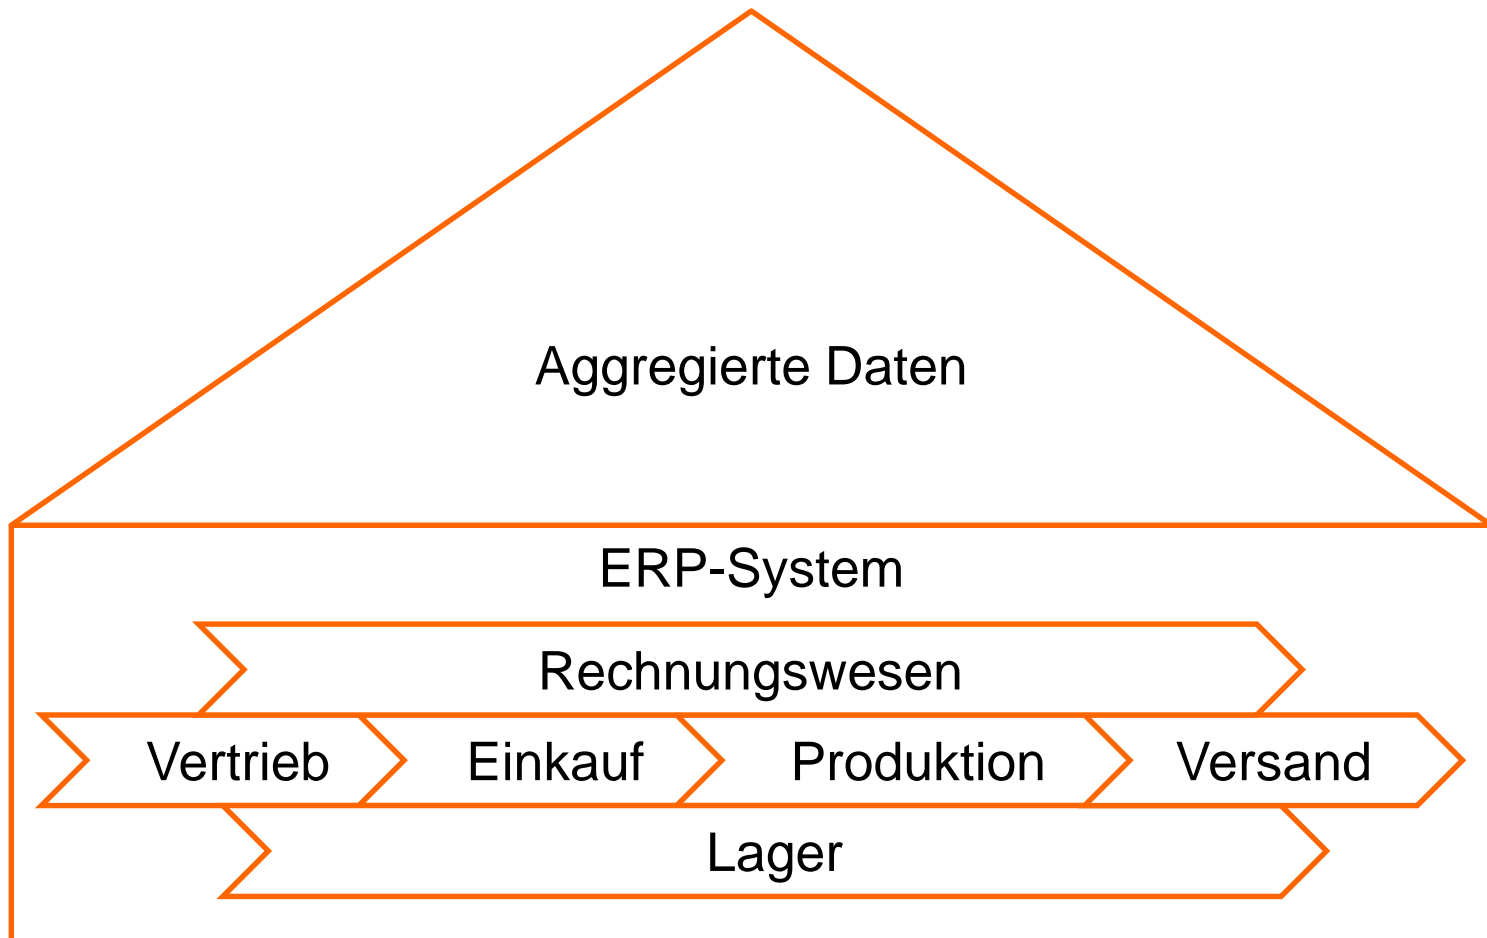 Aggregierte Daten
ERP-System
Rechnungswesen
Vertrieb Einkauf Produktion Versand
Lager